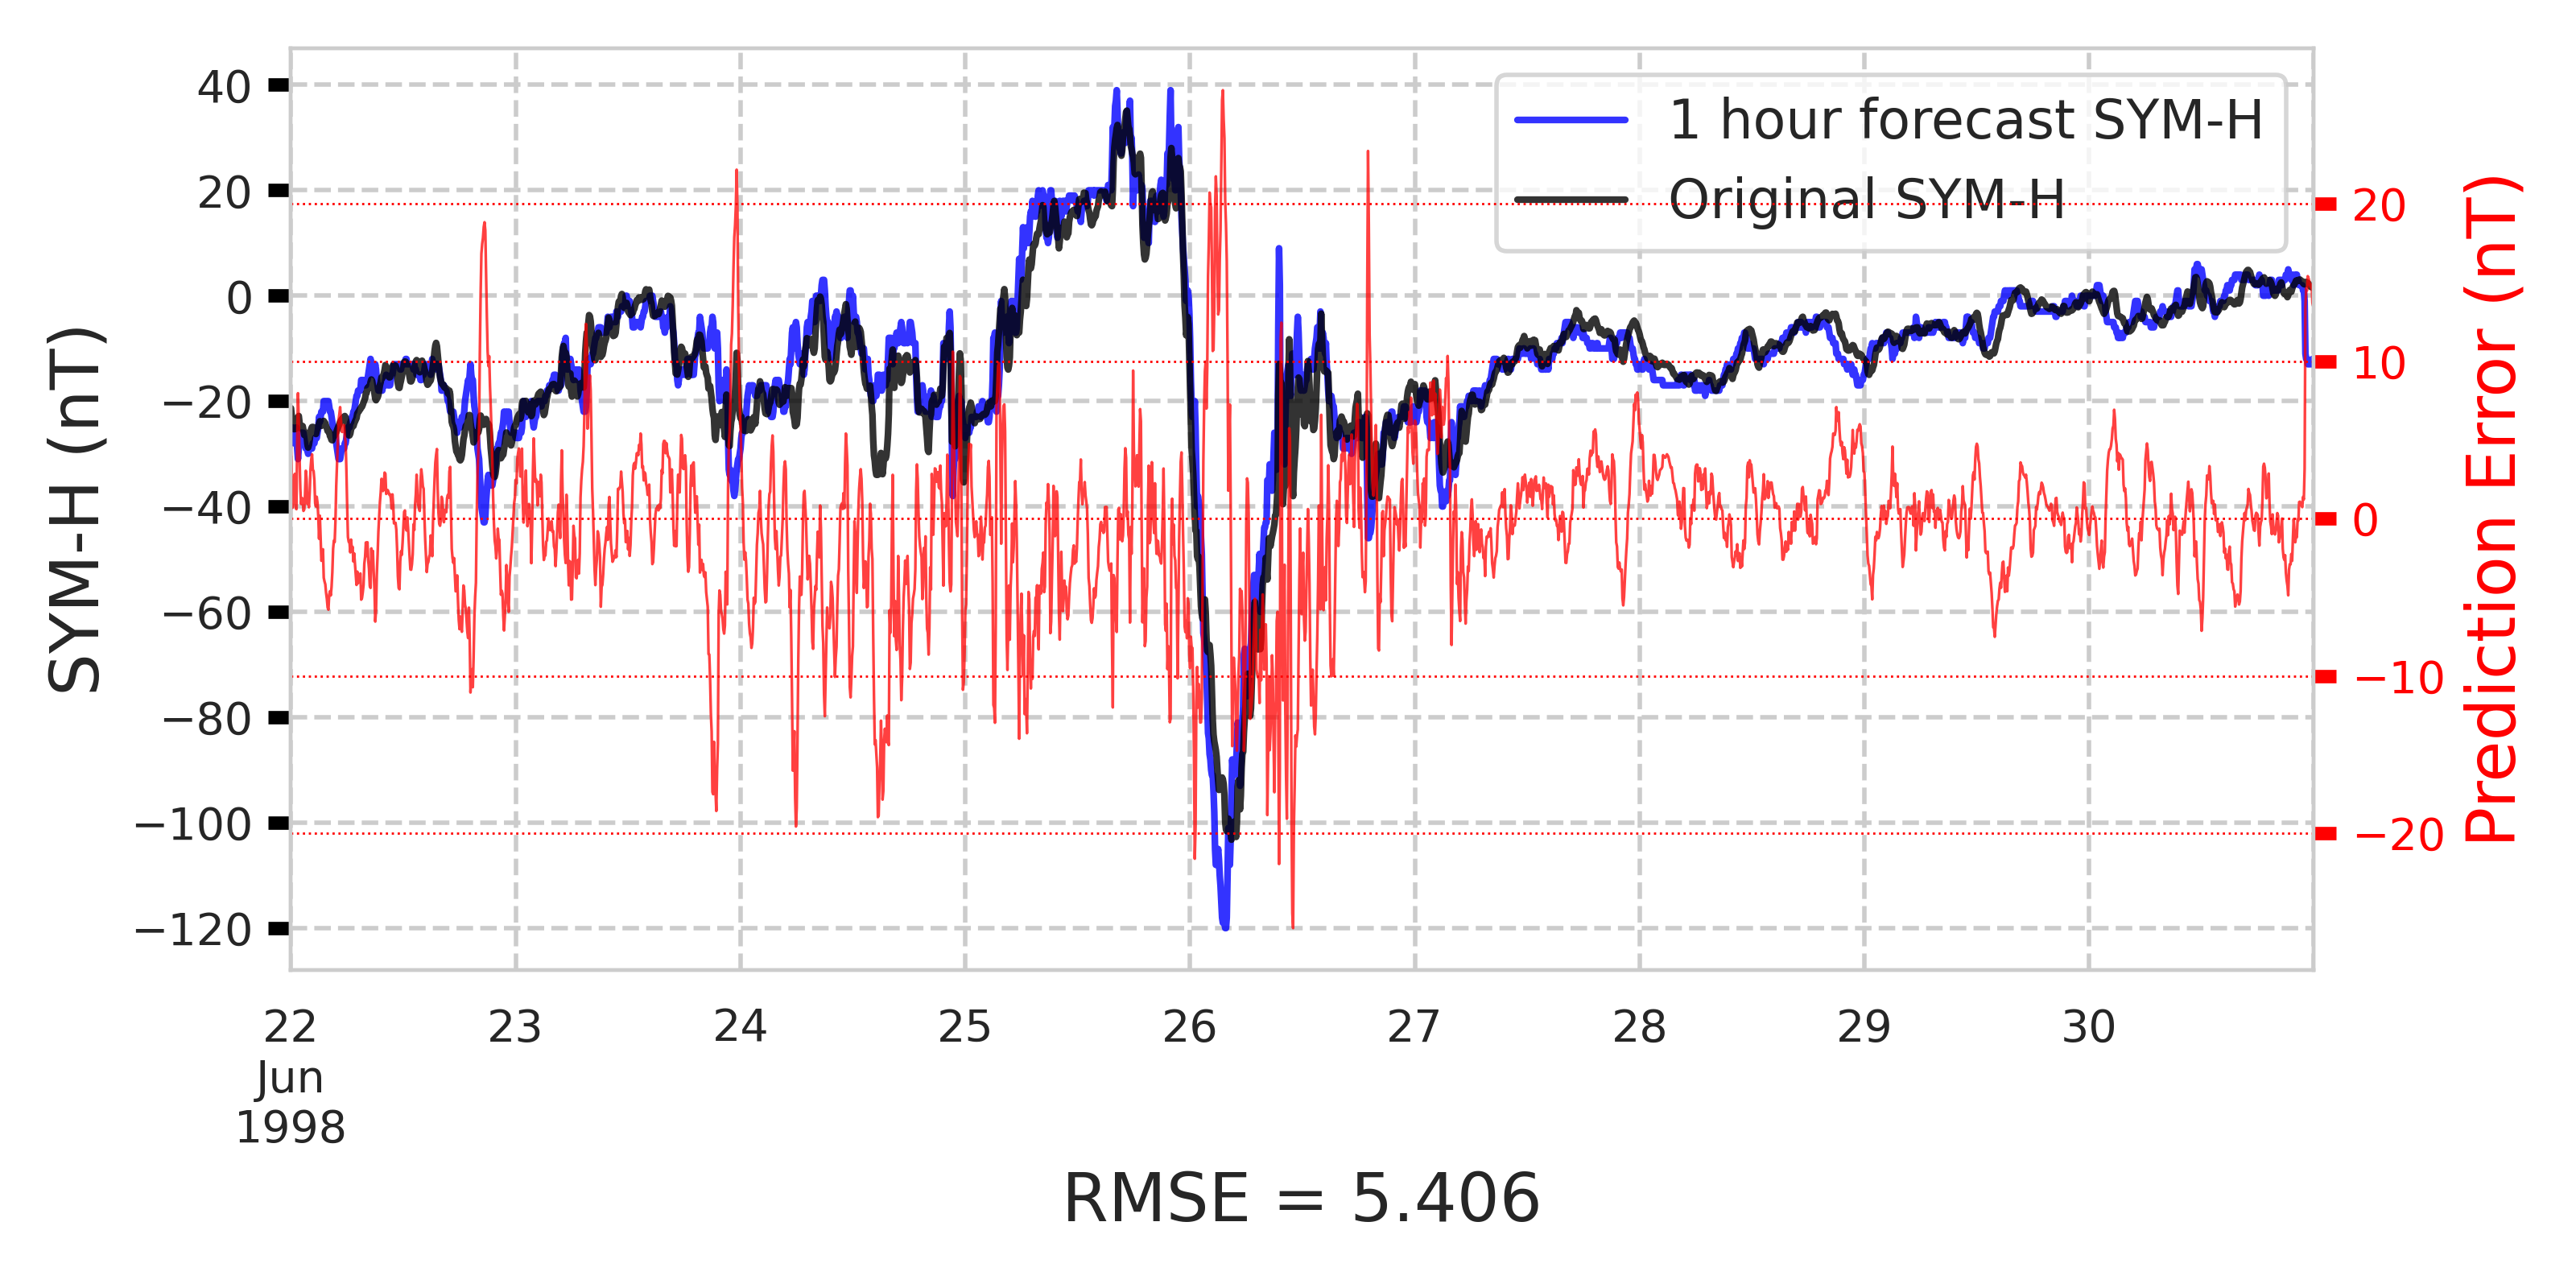 SYM-H (nT)
40
20
0
−20
−40
−60
−80
−100
−120
1 hour forecast SYM-H
Original SYM-H
20
10
0
−10
−20
Prediction Error (nT)
22 23 24 25 26 27 28 29 30
Jun
1998
RMSE = 5.406